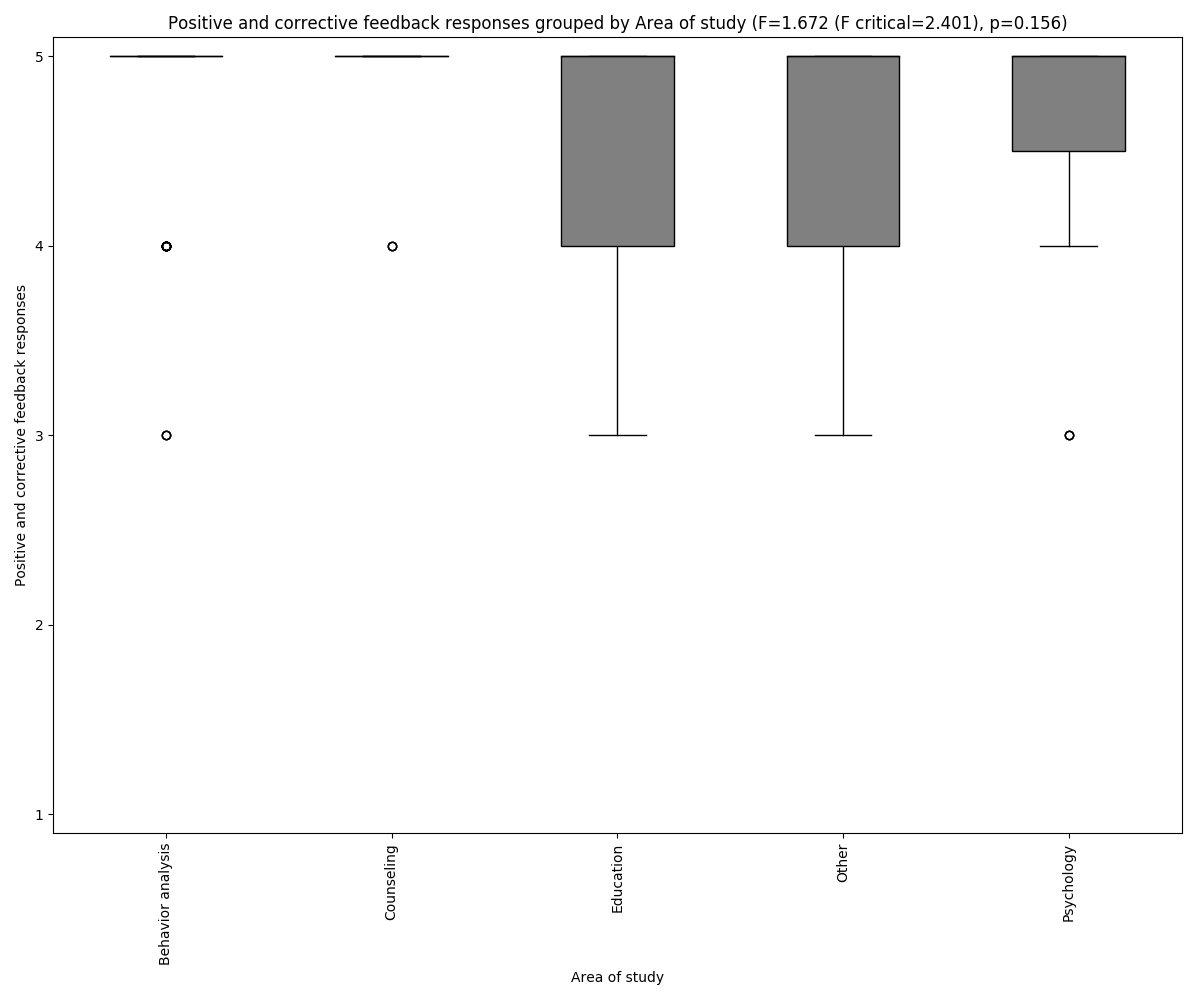 Positive and corrective feedback responses grouped by Area of study (F=1.672 (F critical=2.401), p=0.156)
Positive and corrective feedback responses
5
4
3
2
1
Behavior analysis
Counseling
Education
Other
Psychology
Area of study